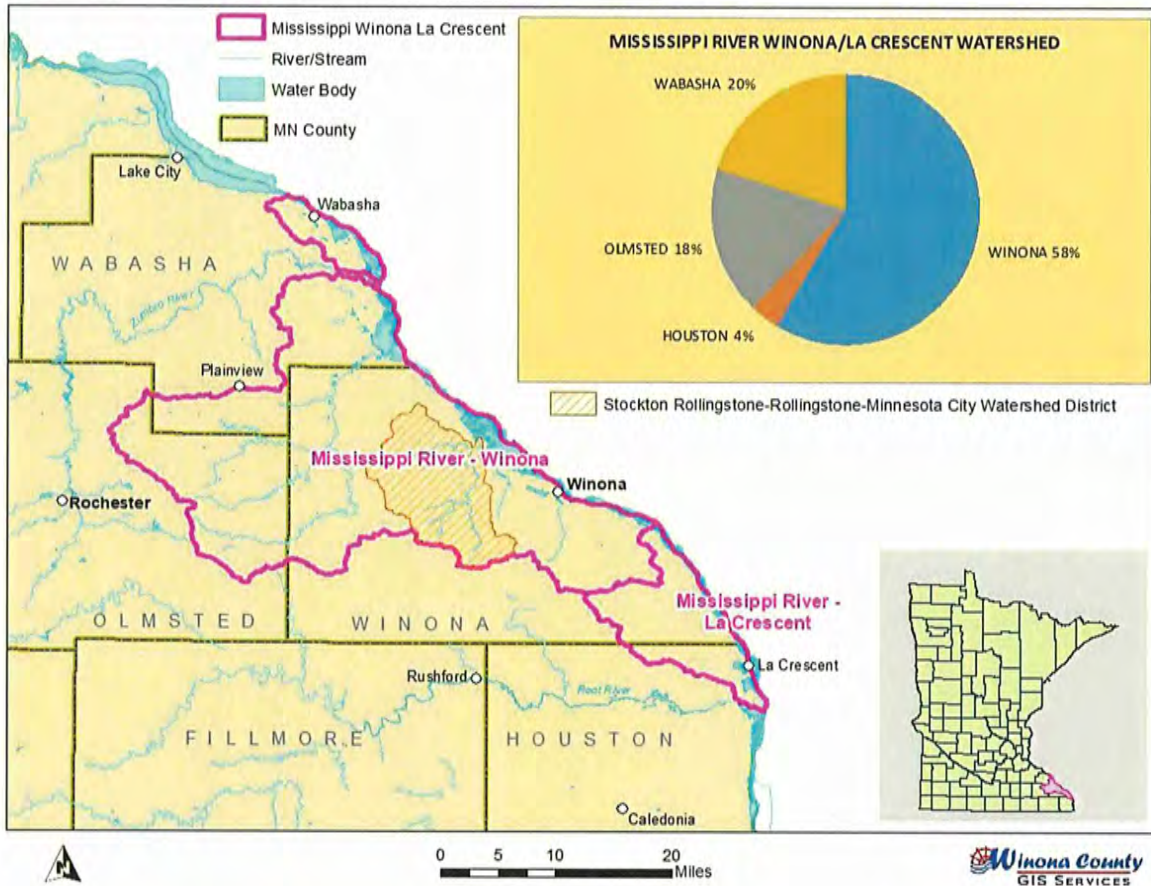 Mississippi Winona La Crescent
River/Stream
Water Body
MN County
MISSISSIPPI RIVER WINONA/LA CRESCENT WATERSHED
WABASHA 20%
OLMSTED 18%
WINONA 58%
HOUSTON 4%
Stockton Rollingstone-Rollingstone-Minnesota City Watershed District
Lake City
Wabasha
WABASHA
Zumbro River
Plainview
Mississippi River - Winona
Winona
Rochester
OLMSTED
WINONA
Mississippi River -
La Crescent
La Crescent
Rushford
Root River
FILLMORE
HOUSTON
Caledonia
0 5 10 20
Miles
N
Winona County
GIS SERVICES